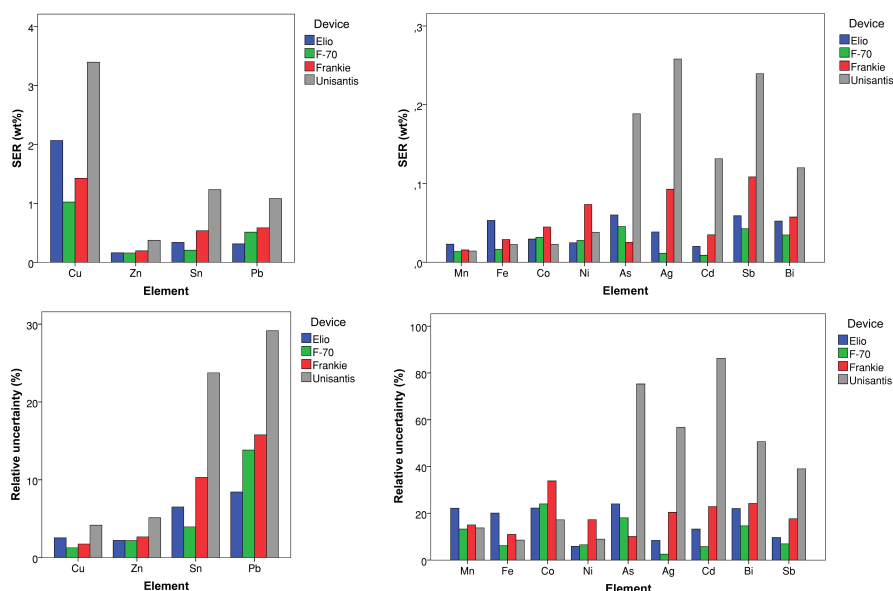 Device
Elio
F-70
Frankie
Unisantis
SER (wt%)
4
3
2
1
0
Cu Zn Sn Pb
Element
Device
Elio
F-70
Frankie
Unisantis
SER (wt%)
,3
,2
,1
,0
Mn Fe Co Ni As Ag Cd Sb Bi
Element
Device
Elio
F-70
Frankie
Unisantis
Relative uncertainty (%)
30
20
10
0
Cu Zn Sn Pb
Element
Device
Elio
F-70
Frankie
Unisantis
Relative uncertainty (%)
100
80
60
40
20
0
Mn Fe Co Ni As Ag Cd Bi Sb
Element